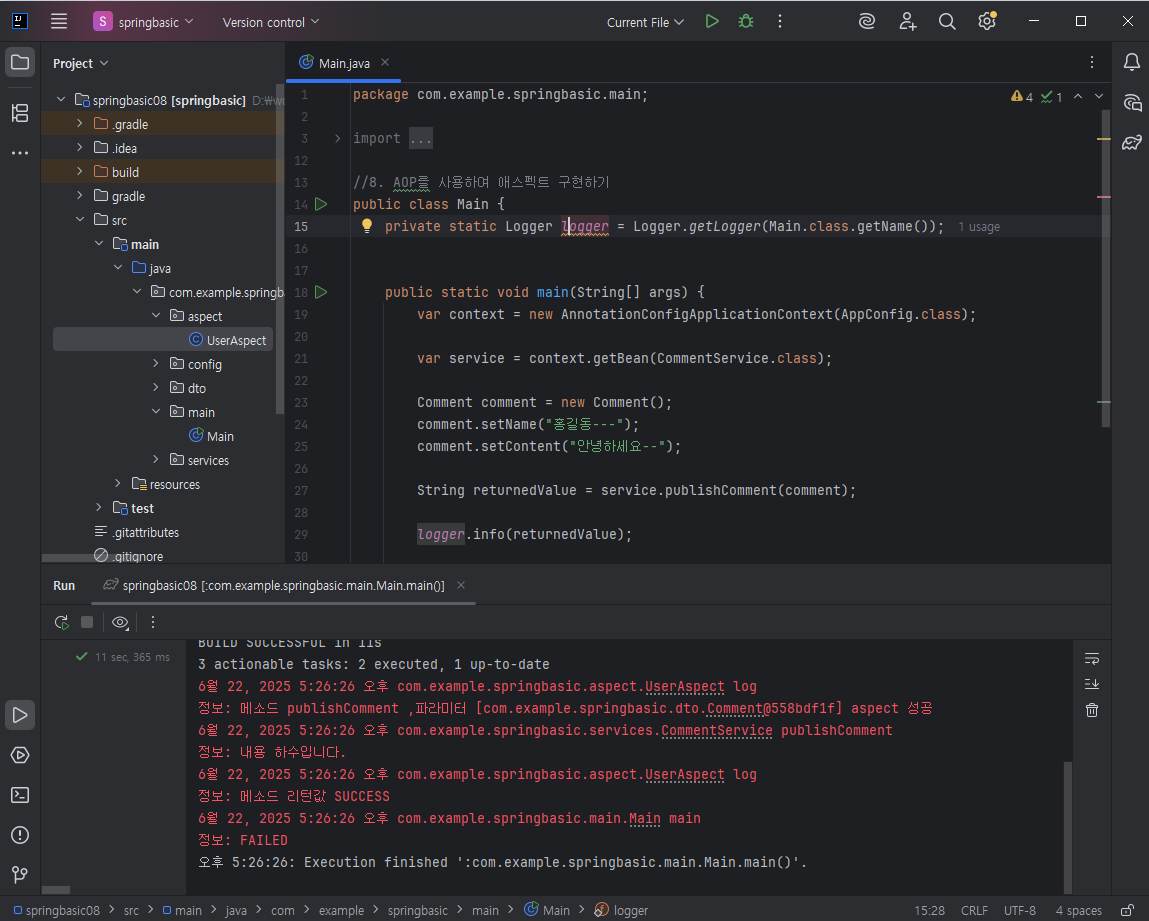 S springbasic Version control Current File
Project
springbasic08 [springbasic]
.gradle
.idea
build
gradle
src
main
java
com.example.springb
aspect
UserAspect
config
dto
main
Main
services
resources
test
.gitattributes
.gitignore
Main.java
4 1
1 package com.example.springbasic.main;
2
3 import ...
12
13 //8. AOP를 사용하여 애스펙트 구현하기
14 public class Main {
15 private static Logger logger = Logger.getLogger(Main.class.getName()); 1 usage
16
17
18 public static void main(String[] args) {
19 var context = new AnnotationConfigApplicationContext(AppConfig.class);
20
21 var service = context.getBean(CommentService.class);
22
23 Comment comment = new Comment();
24 comment.setName("홍길동---");
25 comment.setContent("안녕하세요--");
26
27 String returnedValue = service.publishComment(comment);
28
29 logger.info(returnedValue);
30
Run springbasic08 [:com.example.springbasic.main.Main.main()]
11 sec, 365 ms
BUILD SUCCESSFUL in 11s
3 actionable tasks: 2 executed, 1 up-to-date
6월 22, 2025 5:26:26 오후 com.example.springbasic.aspect.UserAspect log
정보: 메소드 publishComment ,파라미터 [com.example.springbasic.dto.Comment@558bdf1f] aspect 성공
6월 22, 2025 5:26:26 오후 com.example.springbasic.services.CommentService publishComment
정보: 내용 하수입니다.
6월 22, 2025 5:26:26 오후 com.example.springbasic.aspect.UserAspect log
정보: 메소드 리턴값 SUCCESS
6월 22, 2025 5:26:26 오후 com.example.springbasic.main.Main main
정보: FAILED
오후 5:26:26: Execution finished ':com.example.springbasic.main.Main.main()'.
springbasic08 > src > main > java > com > example > springbasic > main > Main > logger
15:28 CRLF UTF-8 4 spaces